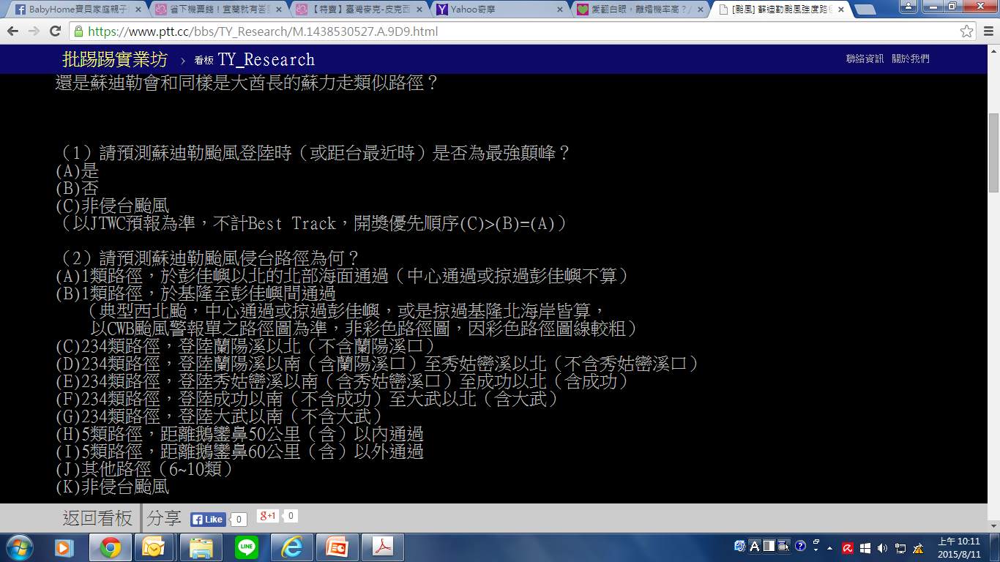 BabyHome寶貝家庭親子
省下機票錢！宜蘭就有峇
【特賣】臺灣麥克-皮克西
Yahoo奇摩
愛翻白眼，離婚機率高？
[颱風] 蘇迪勒颱風強度路
https://www.ptt.cc/bbs/TY_Research/M.1438530527.A.9D9.html
批踢踢實業坊 › 看板 TY_Research 聯絡資訊 關於我們
還是蘇迪勒會和同樣是大酋長的蘇力走類似路徑？
（1）請預測蘇迪勒颱風登陸時（或距台最近時）是否為最強顛峰？
(A)是
(B)否
(C)非侵台颱風
（以JTWC預報為準，不計Best Track，開獎優先順序(C)>(B)=(A)）
（2）請預測蘇迪勒颱風侵台路徑為何？
(A)1類路徑，於彭佳嶼以北的北部海面通過（中心通過或掠過彭佳嶼不算）
(B)1類路徑，於基隆至彭佳嶼間通過
（典型西北颱，中心通過或掠過彭佳嶼，或是掠過基隆北海岸皆算，
以CWB颱風警報單之路徑圖為準，非彩色路徑圖，因彩色路徑圖線較粗）
(C)234類路徑，登陸蘭陽溪以北（不含蘭陽溪口）
(D)234類路徑，登陸蘭陽溪以南（含蘭陽溪口）至秀姑巒溪以北（不含秀姑巒溪口）
(E)234類路徑，登陸秀姑巒溪以南（含秀姑巒溪口）至成功以北（含成功）
(F)234類路徑，登陸成功以南（不含成功）至大武以北（含大武）
(G)234類路徑，登陸大武以南（不含大武）
(H)5類路徑，距離鵝鑾鼻50公里（含）以內通過
(I)5類路徑，距離鵝鑾鼻60公里（含）以外通過
(J)其他路徑（6~10類）
(K)非侵台颱風
返回看板 分享 Like 0 g+1 0
LINE
A
上午 10:11
2015/8/11